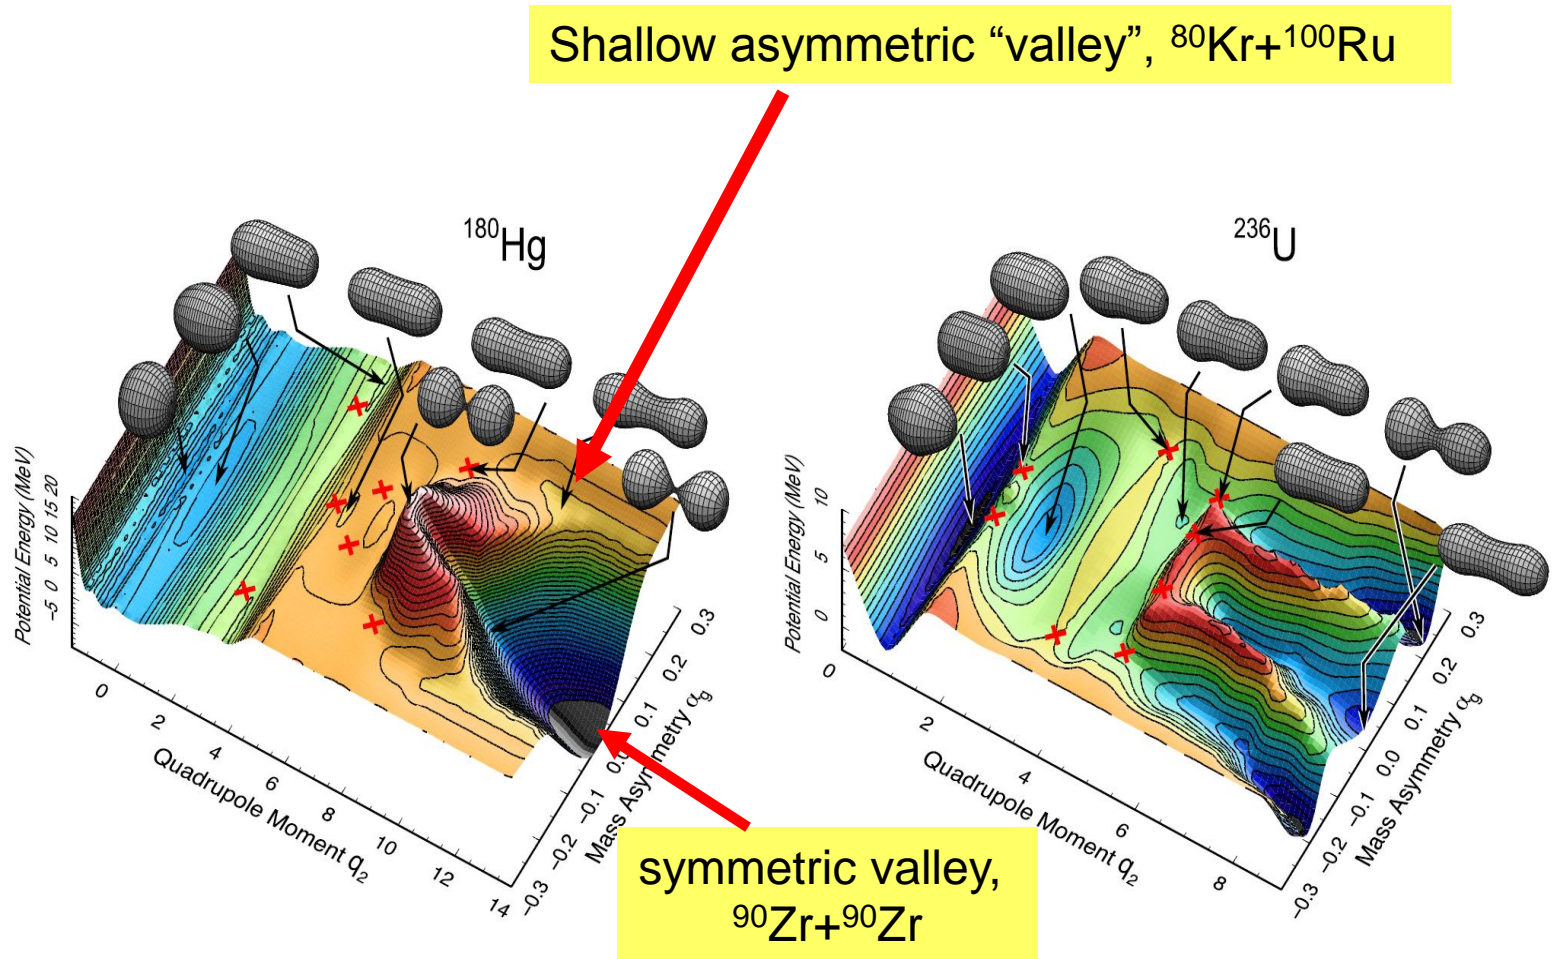 Shallow asymmetric “valley”, ⁸⁰Kr+¹⁰⁰Ru
¹⁸⁰Hg
²³⁶U
Potential Energy (MeV)
−5 0 5 10 15 20
0 2 4 6 8 10 12 14
Quadrupole Moment q₂
−0.3 −0.2 −0.1 0.0 0.1 0.2 0.3
Mass Asymmetry αg
Potential Energy (MeV)
0 5 10
0 2 4 6 8
Quadrupole Moment q₂
−0.3 −0.2 −0.1 0.0 0.1 0.2 0.3
Mass Asymmetry αg
symmetric valley,
⁹⁰Zr+⁹⁰Zr